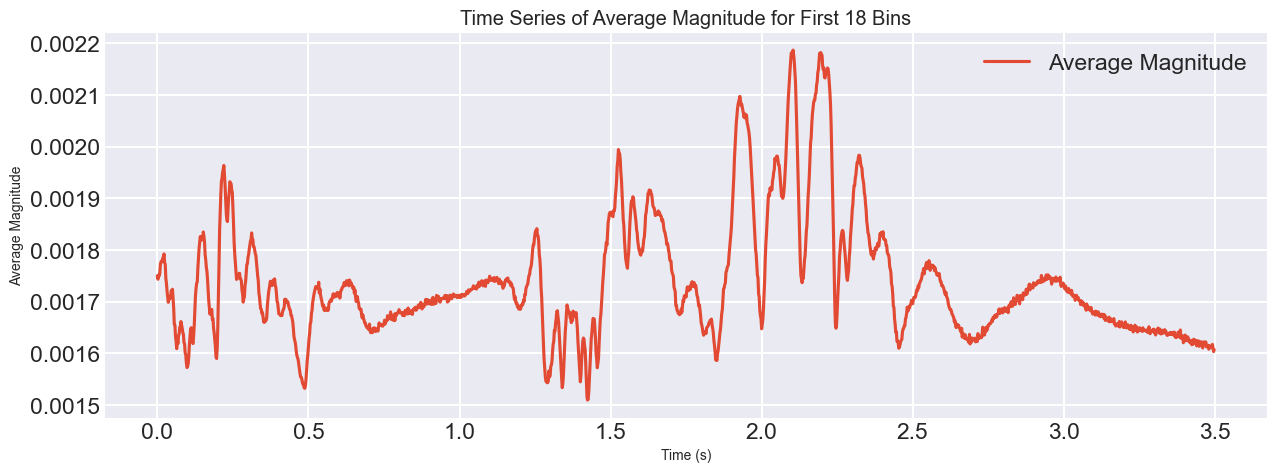 Time Series of Average Magnitude for First 18 Bins
Average Magnitude
0.0022
0.0021
0.0020
0.0019
0.0018
0.0017
0.0016
0.0015
Average Magnitude
0.0 0.5 1.0 1.5 2.0 2.5 3.0 3.5
Time (s)